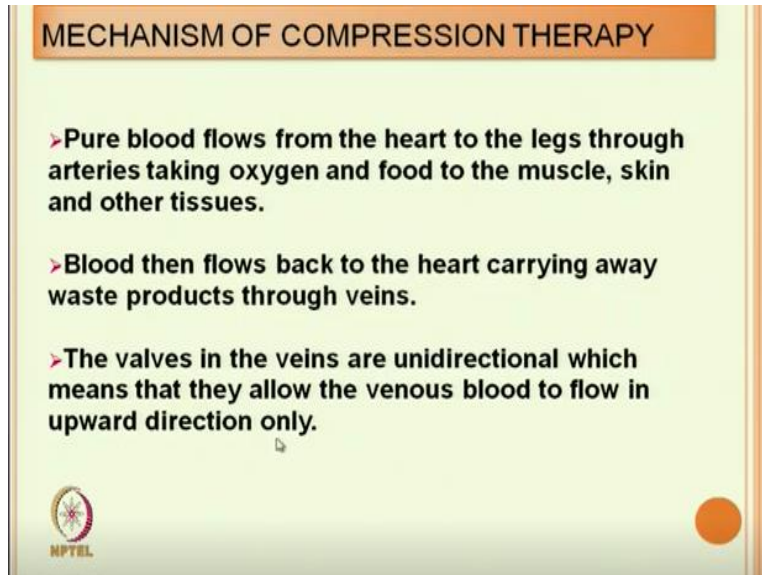 MECHANISM OF COMPRESSION THERAPY
➢Pure blood flows from the heart to the legs through
arteries taking oxygen and food to the muscle, skin
and other tissues.
➢Blood then flows back to the heart carrying away
waste products through veins.
➢The valves in the veins are unidirectional which
means that they allow the venous blood to flow in
upward direction only.
NPTEL